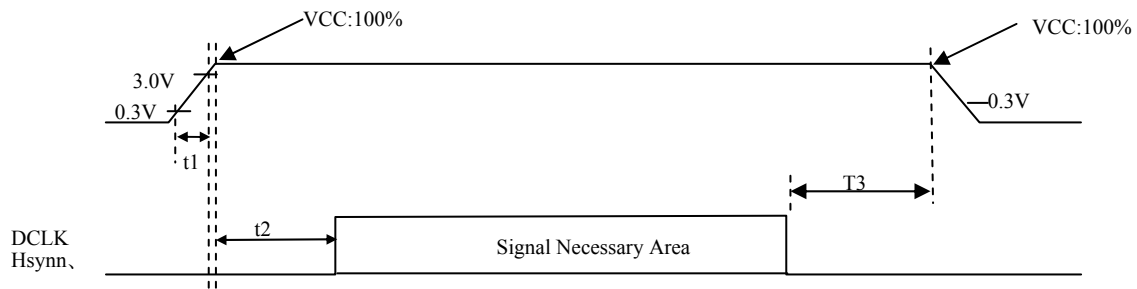 VCC:100%
VCC:100%
3.0V
0.3V
0.3V
t1
T3
t2
DCLK
Signal Necessary Area
Hsynn、